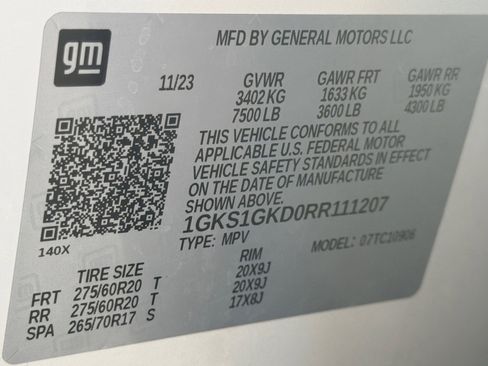 gm
MFD BY GENERAL MOTORS LLC
11/23 GVWR GAWR FRT GAWR RR
3402 KG 1633 KG 1950 KG
7500 LB 3600 LB 4300 LB
THIS VEHICLE CONFORMS TO ALL
APPLICABLE U.S. FEDERAL MOTOR
VEHICLE SAFETY STANDARDS IN EFFECT
ON THE DATE OF MANUFACTURE
SHOWN ABOVE.
1GKS1GKD0RR111207
140X
TYPE: MPV MODEL: 07TC10906
TIRE SIZE RIM
FRT 275/60R20 T 20X9J
RR 275/60R20 T 20X9J
SPA 265/70R17 S 17X8J